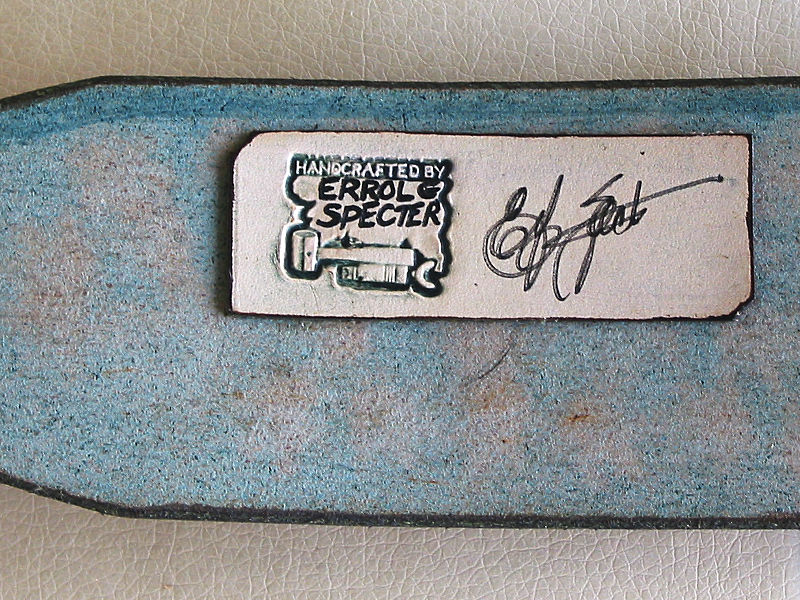 HANDCRAFTED BY
ERROL G
SPECTER